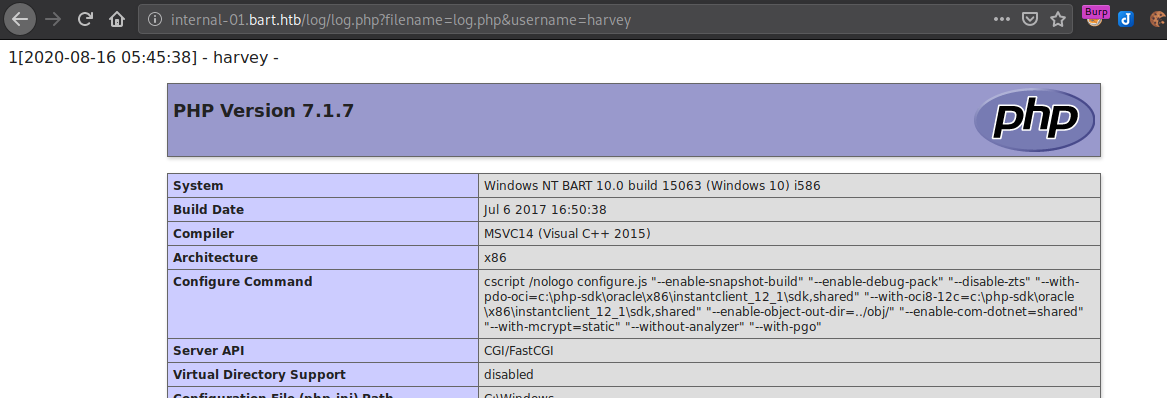 Burp
internal-01.bart.htb/log/log.php?filename=log.php&username=harvey
1[2020-08-16 05:45:38] - harvey -
PHP Version 7.1.7
php
System Windows NT BART 10.0 build 15063 (Windows 10) i586
Build Date Jul 6 2017 16:50:38
Compiler MSVC14 (Visual C++ 2015)
Architecture x86
Configure Command cscript /nologo configure.js "--enable-snapshot-build" "--enable-debug-pack" "--disable-zts" "--with-
pdo-oci=c:\php-sdk\oracle\x86\instantclient_12_1\sdk,shared" "--with-oci8-12c=c:\php-sdk\oracle
\x86\instantclient_12_1\sdk,shared" "--enable-object-out-dir=../obj/" "--enable-com-dotnet=shared"
"--with-mcrypt=static" "--without-analyzer" "--with-pgo"
Server API CGI/FastCGI
Virtual Directory Support disabled
Configuration File (php.ini) Path C:\Windows